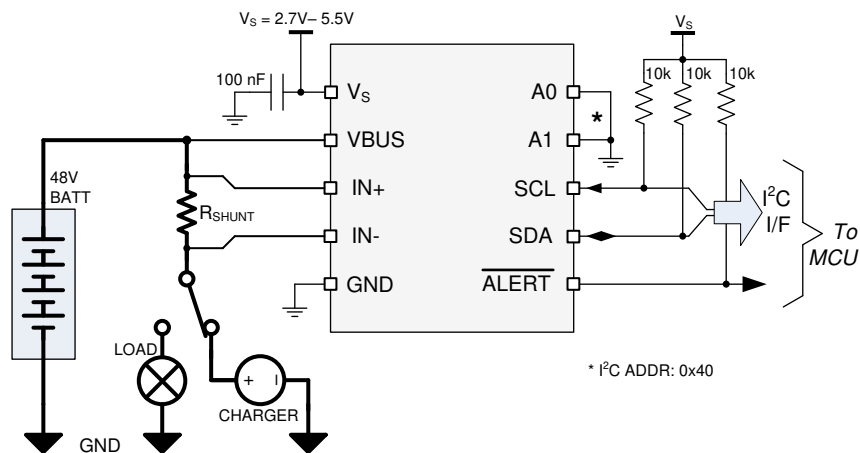 V_S = 2.7V– 5.5V
V_S
100 nF
10k 10k 10k
V_S
A0
*
VBUS
A1
48V
BATT
IN+
SCL
I²C
I/F
R_SHUNT
IN-
SDA
To
MCU
GND
ALERT
LOAD
* I²C ADDR: 0x40
+ I
CHARGER
GND